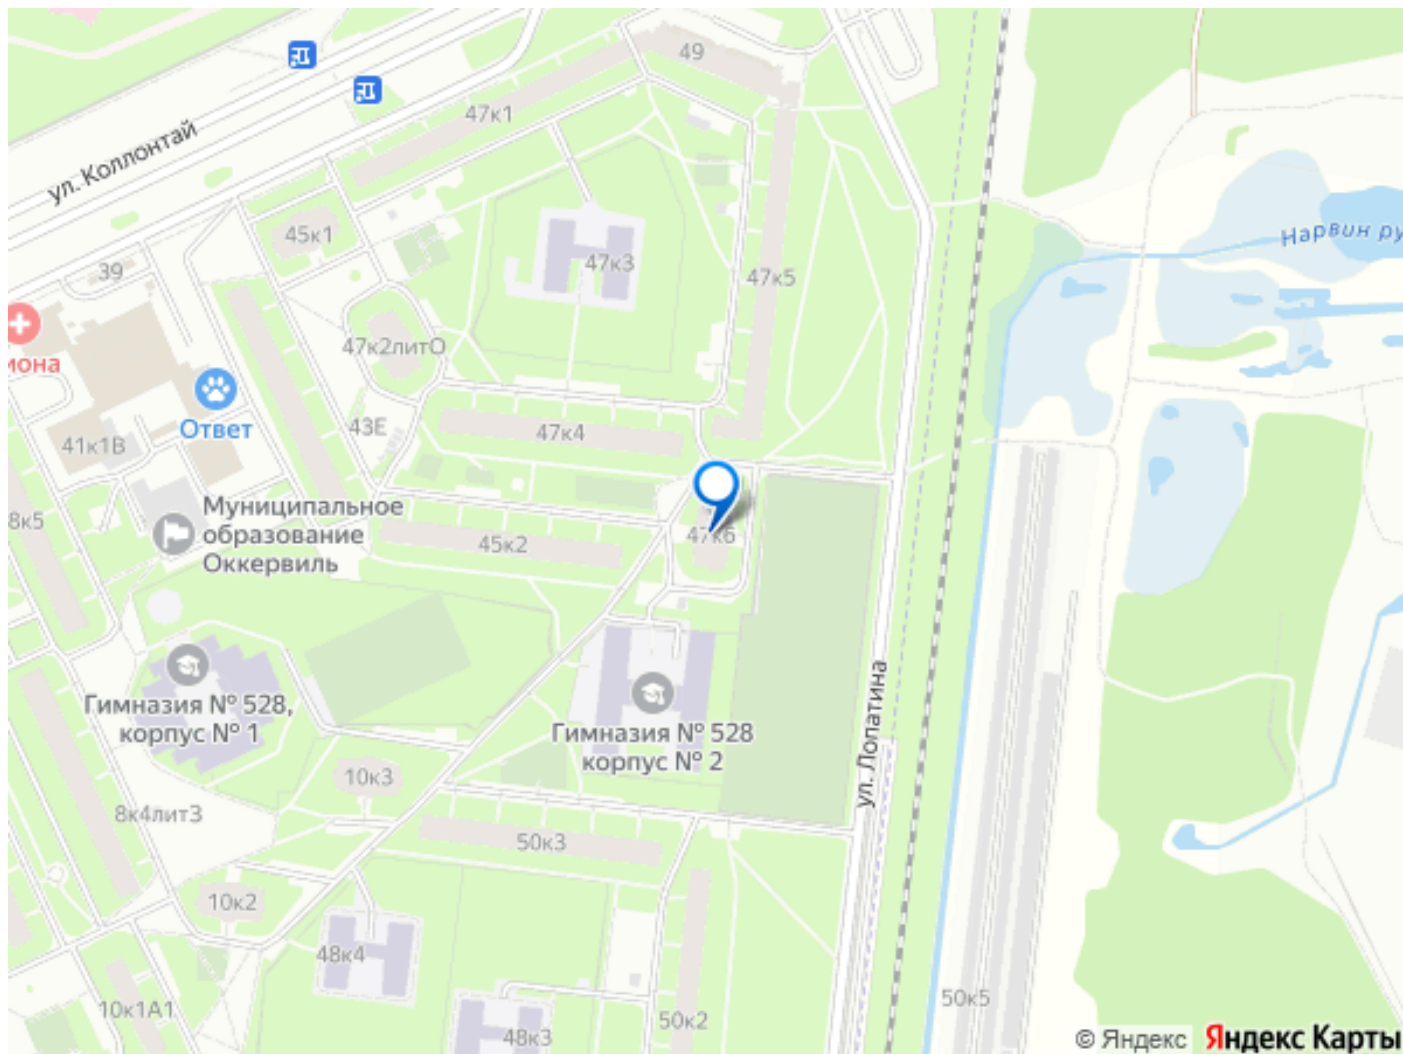 49
47к1
ул. Коллонтай
45к1
47к3
47к5
39
Нарвин ру
иона
47к2литО
Ответ
43Е
47к4
41к1В
8к5
Муниципальное
образование
Оккервиль
45к2
47к6
Гимназия № 528,
корпус № 1
Гимназия № 528
корпус № 2
ул. Лопатина
10к3
8к4лит3
50к3
10к2
48к4
10к1А1
48к3
50к2
50к5
© Яндекс Яндекс Карты